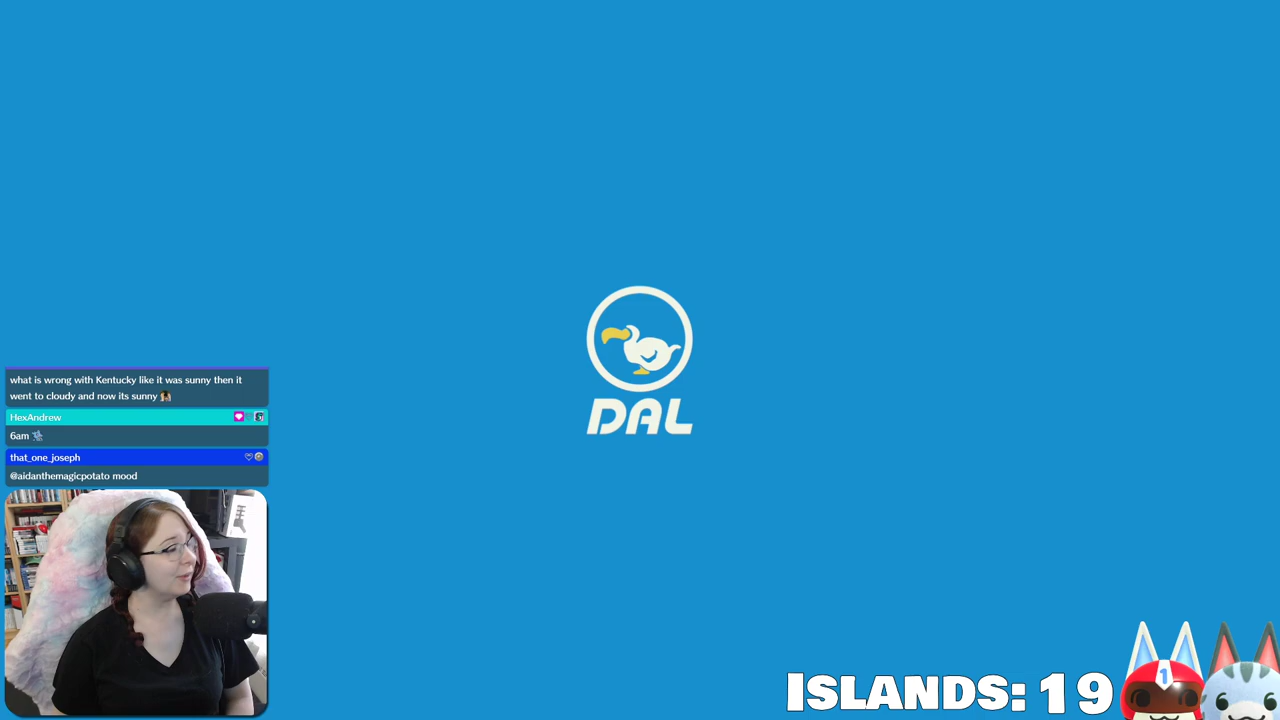 what is wrong with Kentucky like it was sunny then it
went to cloudy and now its sunny
HexAndrew
6am
that_one_joseph
@aidanthemagicpotato mood
DAL
ISLANDS: 19
1